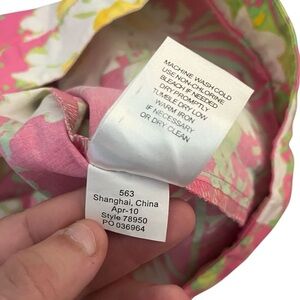 MACHINE WASH COLD
USE NON-CHLORINE
BLEACH IF NEEDED
DRY PROMPTLY
TUMBLE DRY LOW
WARM IRON
IF NECESSARY
OR DRY CLEAN
563
Shanghai, China
Apr-10
Style 78950
PO 036964